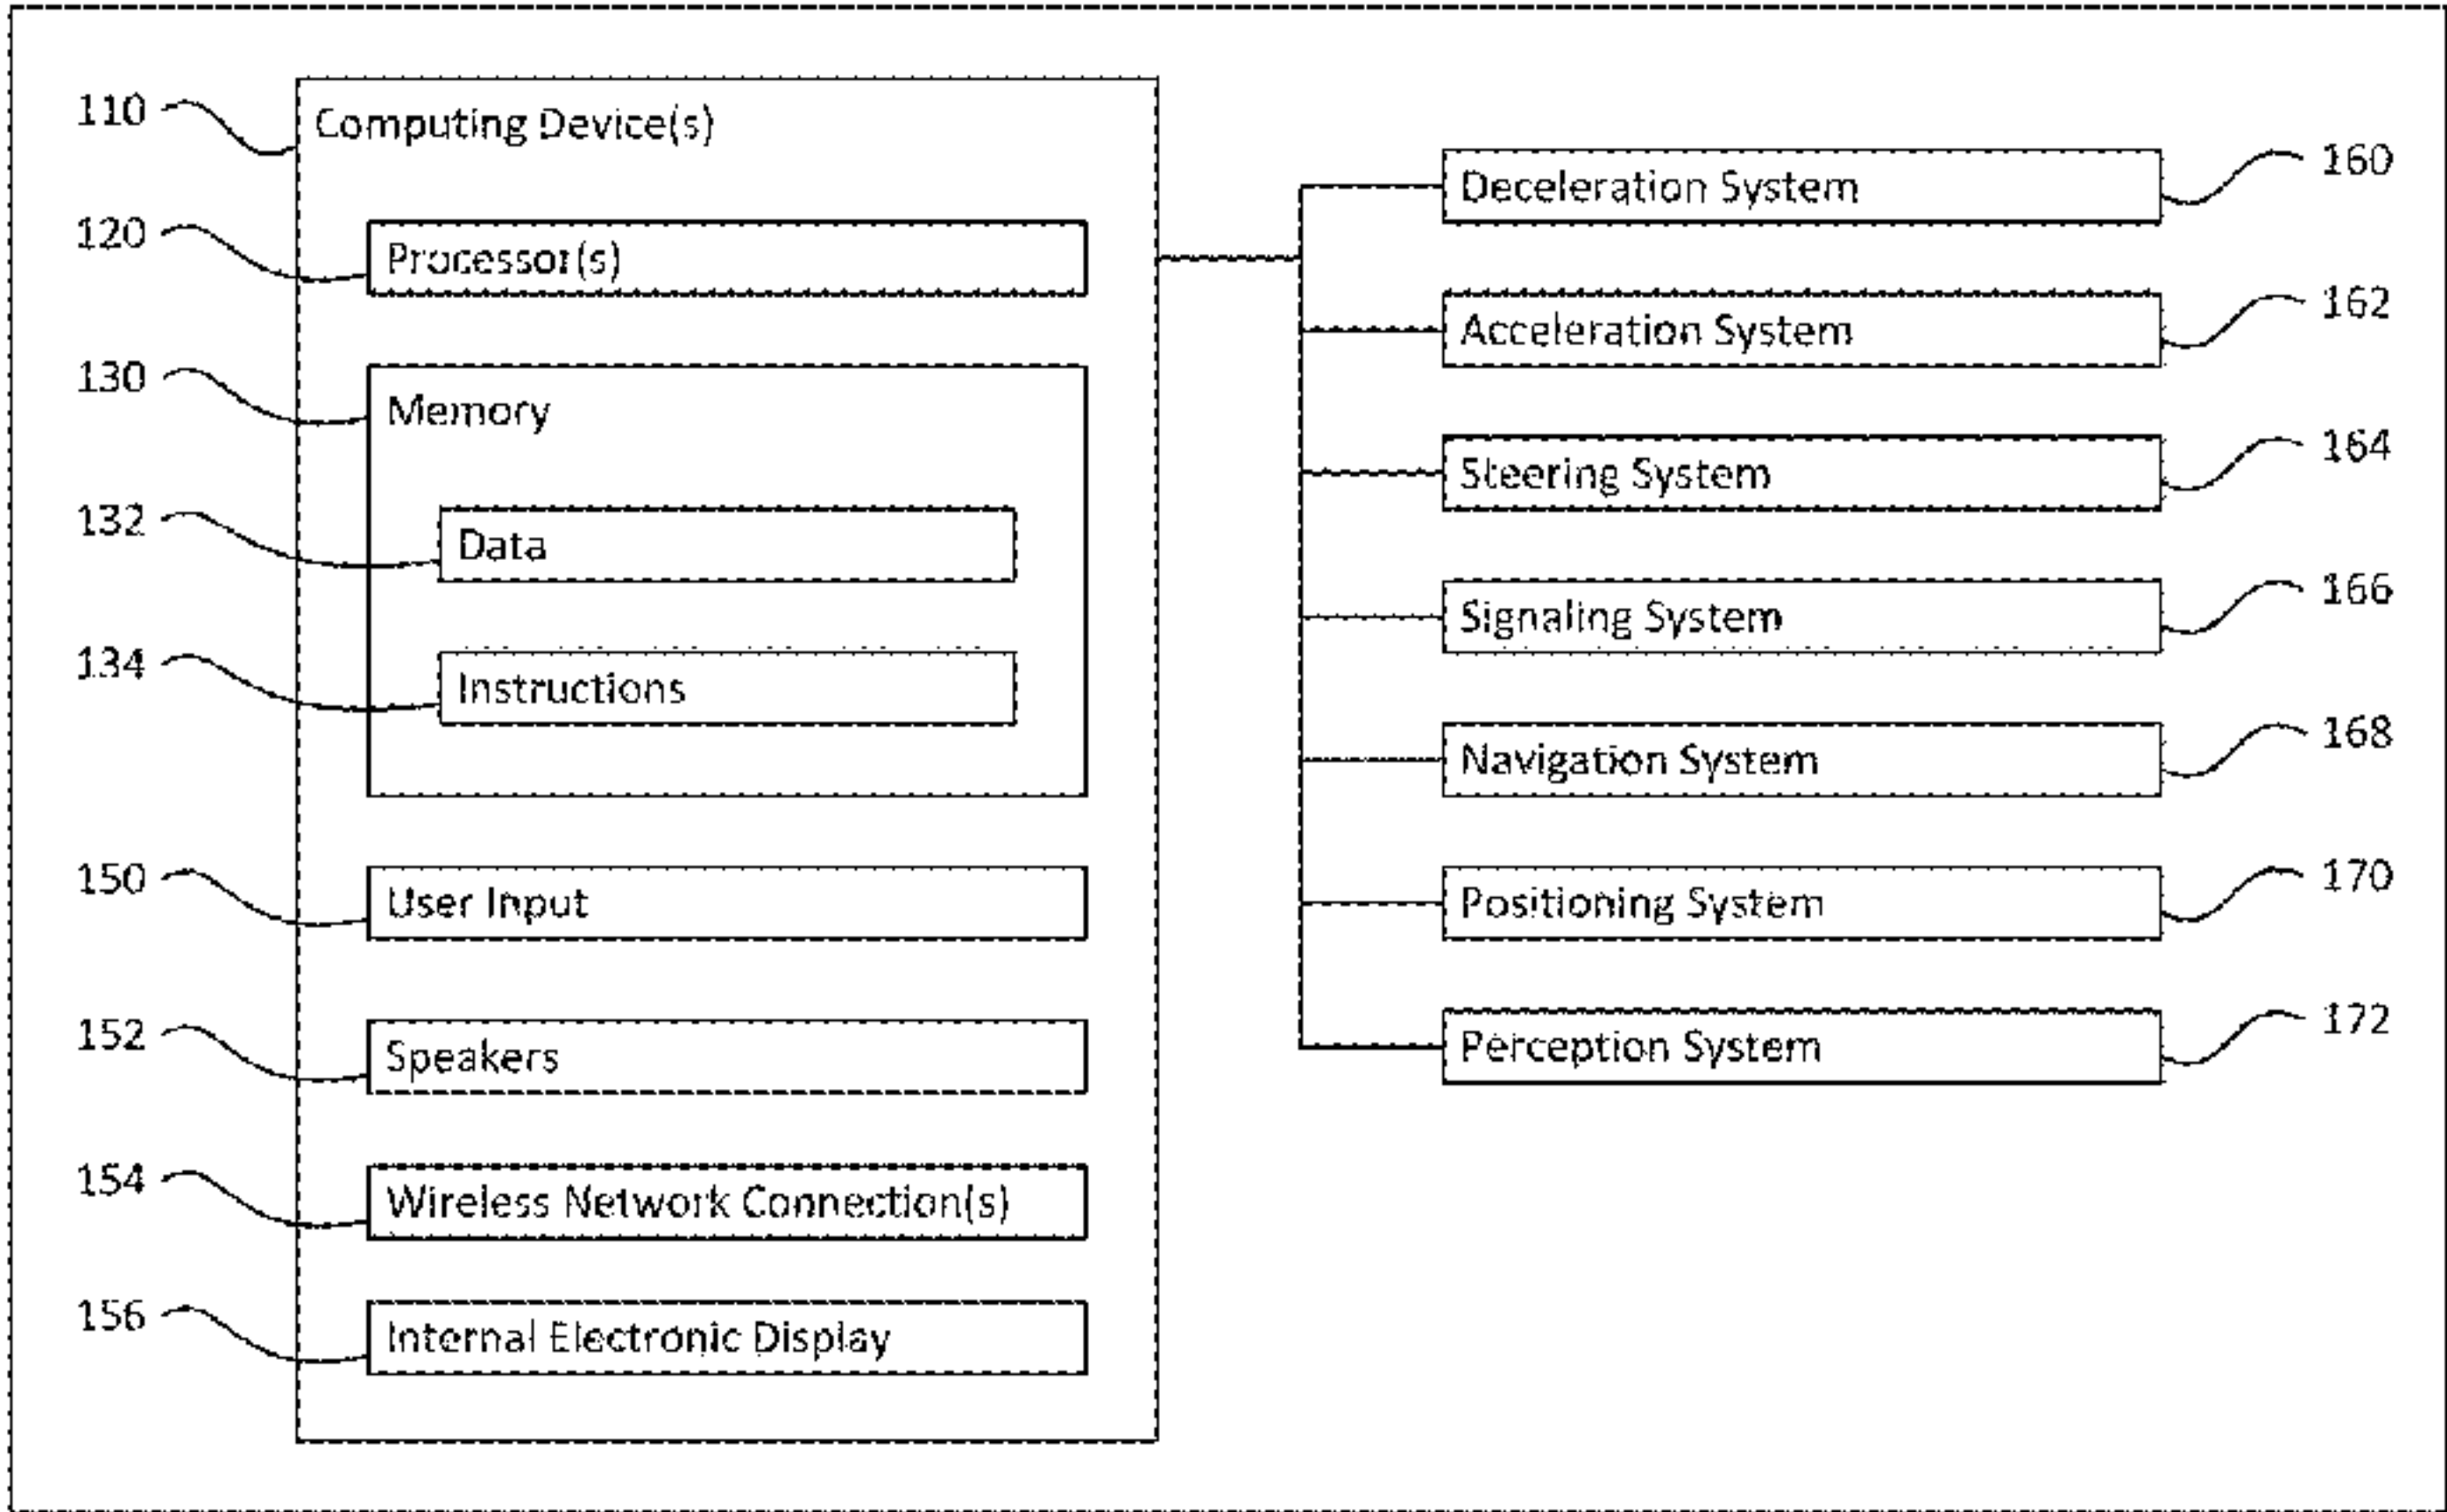 110
Computing Device(s)
120
Processor(s)
130
Memory
132
Data
134
Instructions
150
User Input
152
Speakers
154
Wireless Network Connection(s)
156
Internal Electronic Display
Deceleration System
160
Acceleration System
162
Steering System
164
Signaling System
166
Navigation System
168
Positioning System
170
Perception System
172